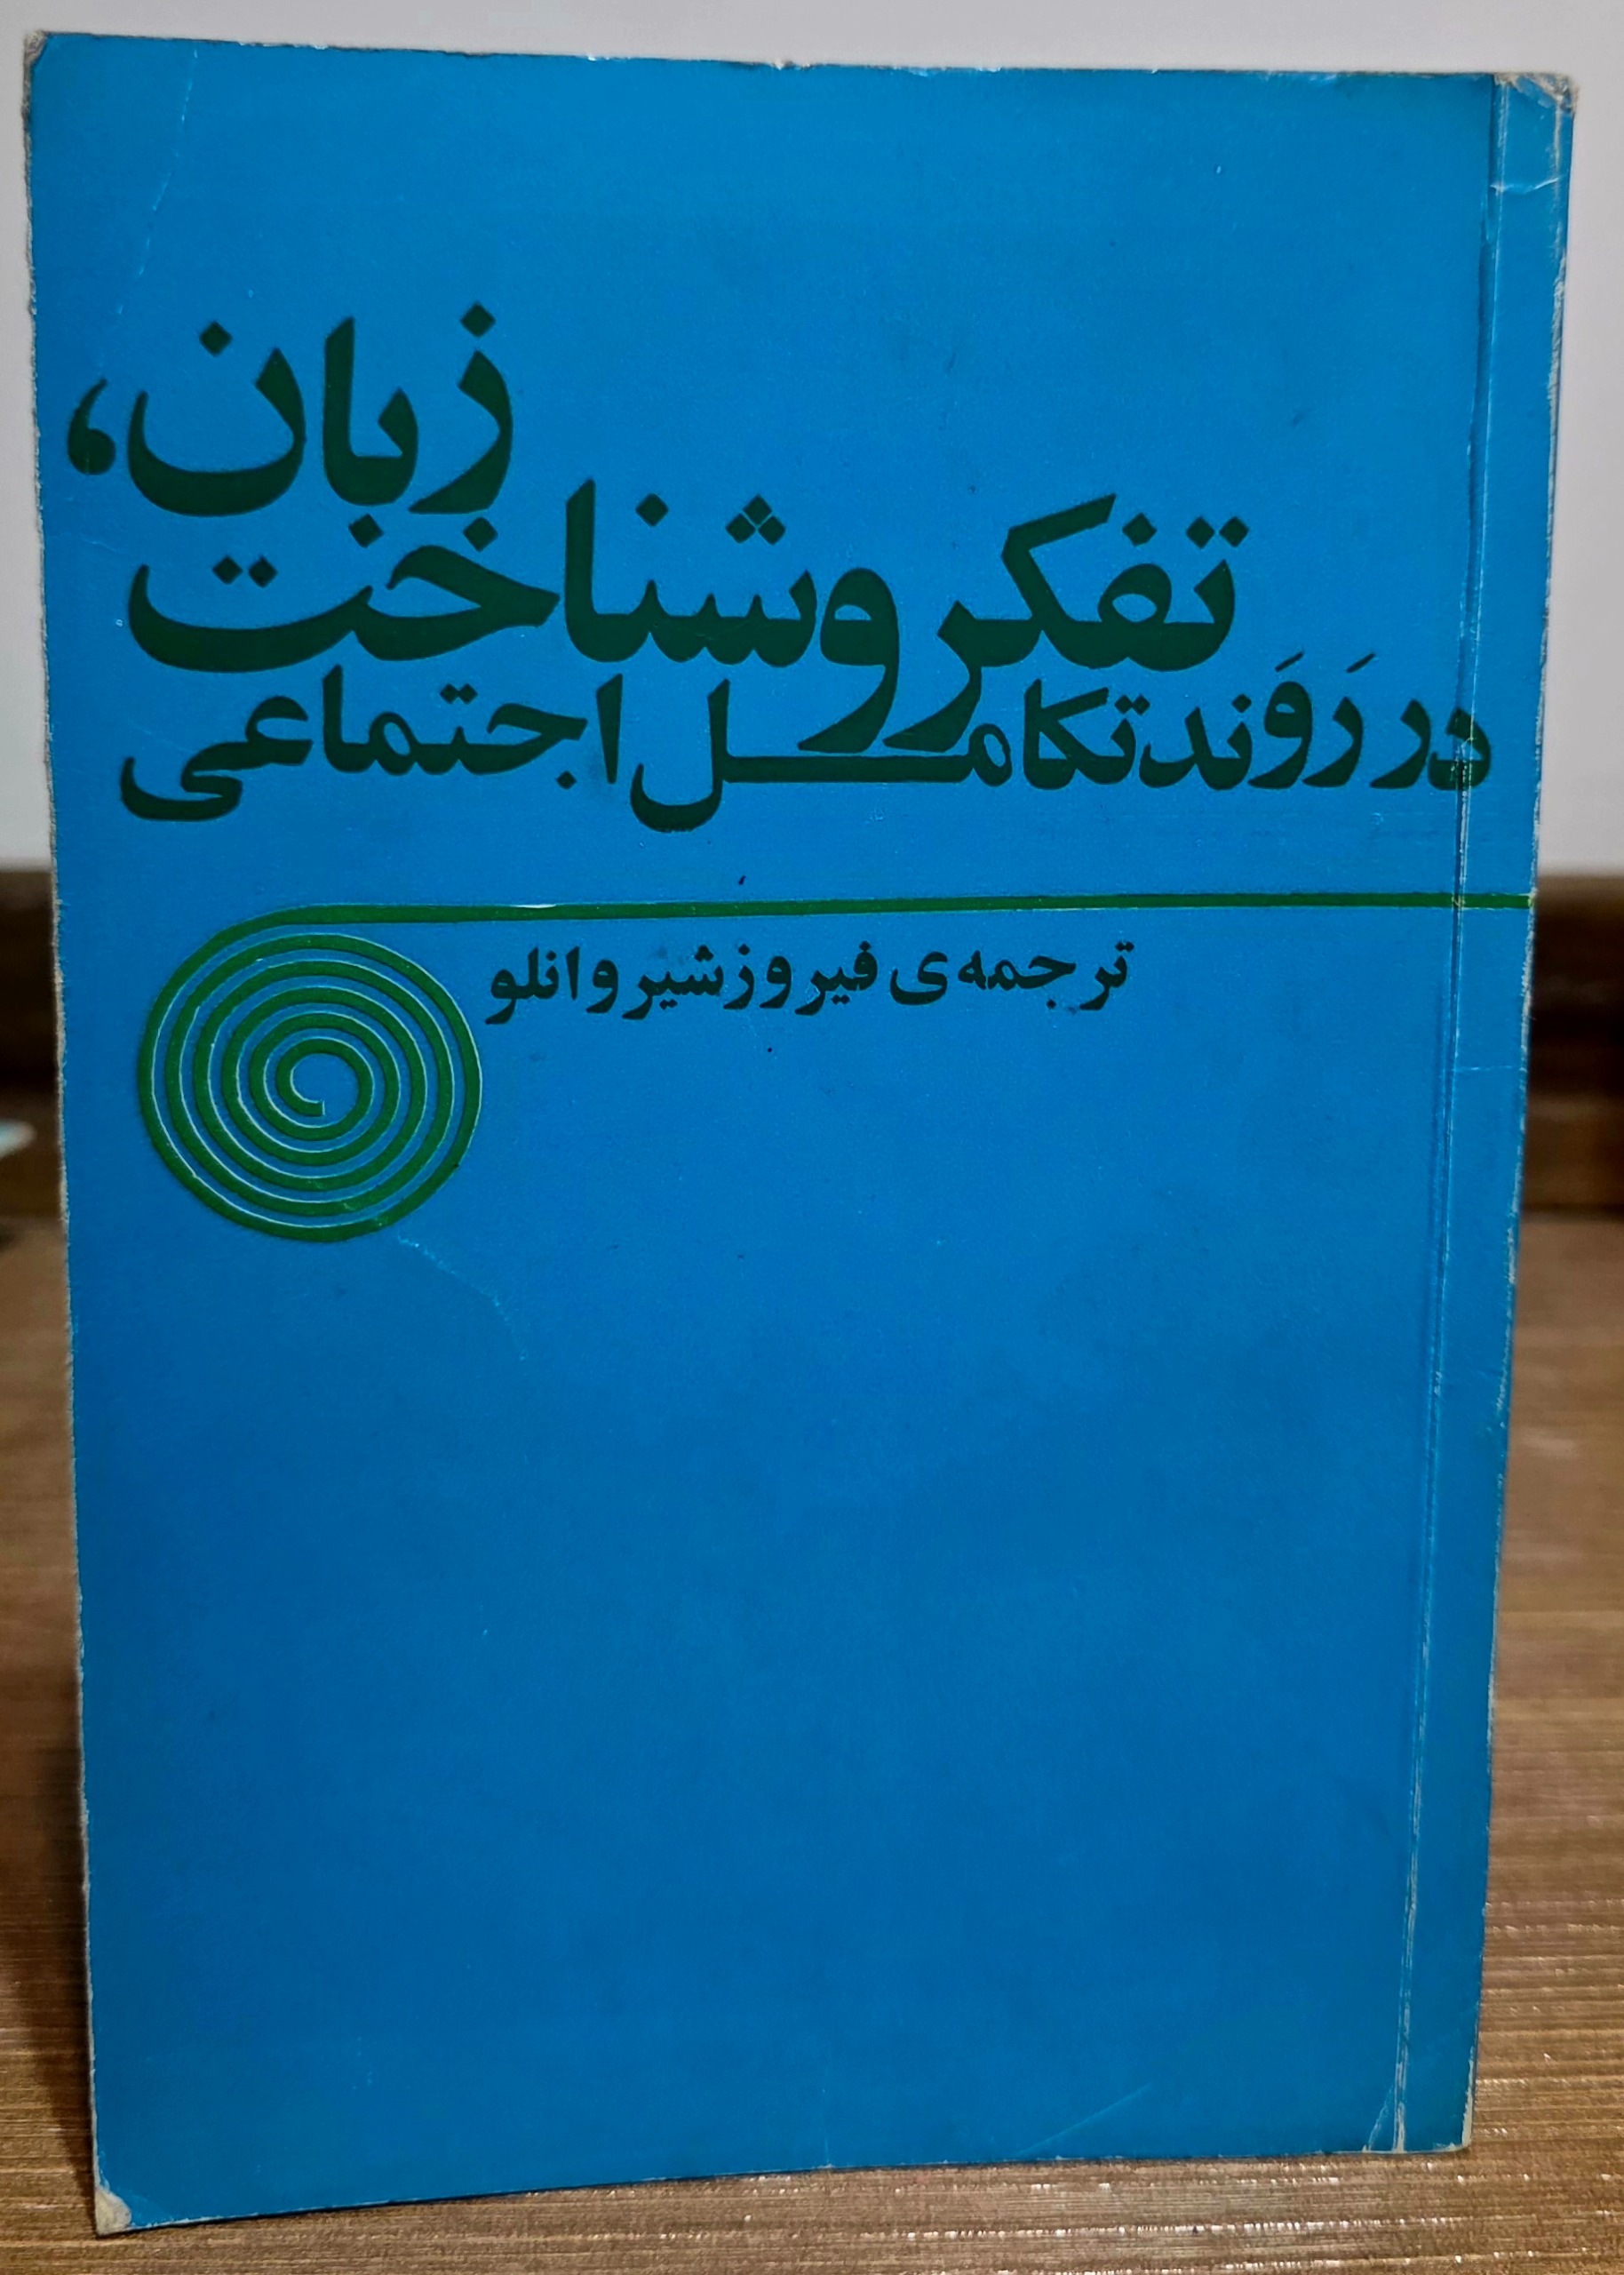 زبان،
تفکر و شناخت
در رَوَند تکامل اجتماعی
ترجمه‌ی فیروز شیروانلو